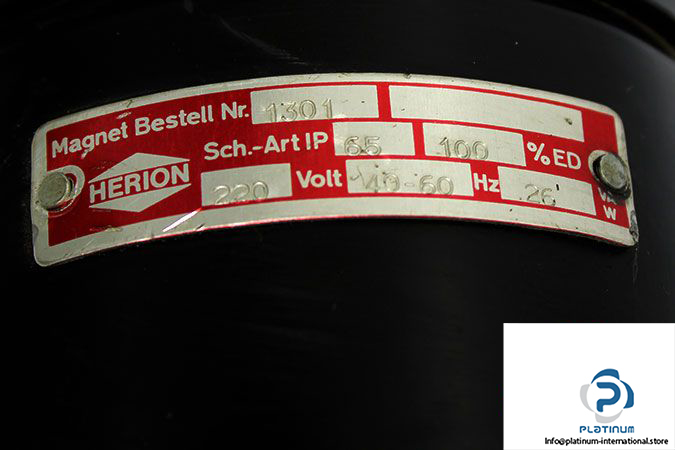 Magnet Bestell Nr. 1301
Sch.-Art IP 65 100 % ED
HERION 220 Volt 40-60 Hz 26 VA
W
PLATINUM
Info@platinum-international.store